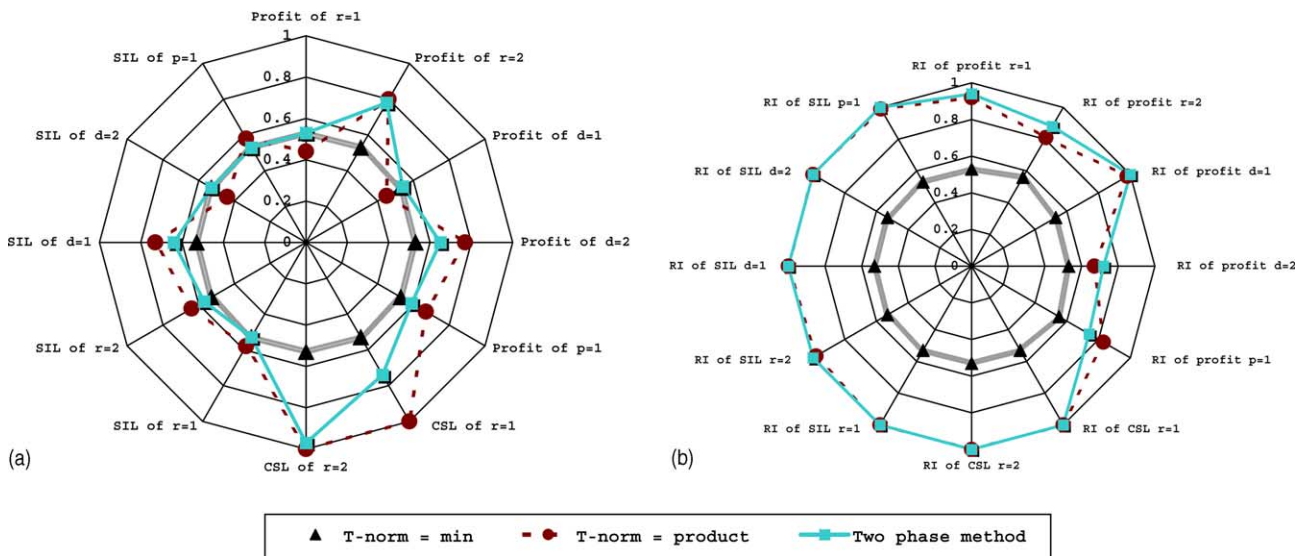 Profit of r=1
1
SIL of p=1
Profit of r=2
0.8
0.6
SIL of d=2
Profit of d=1
0.4
0.2
SIL of d=1
0
Profit of d=2
SIL of r=2
Profit of p=1
SIL of r=1
CSL of r=1
CSL of r=2
(a)
RI of profit r=1
1
RI of SIL p=1
RI of profit r=2
0.8
0.6
RI of SIL d=2
RI of profit d=1
0.4
0.2
RI of SIL d=1
0
RI of profit d=2
RI of SIL r=2
RI of profit p=1
RI of SIL r=1
RI of CSL r=1
RI of CSL r=2
(b)
T-norm = min
T-norm = product
Two phase method